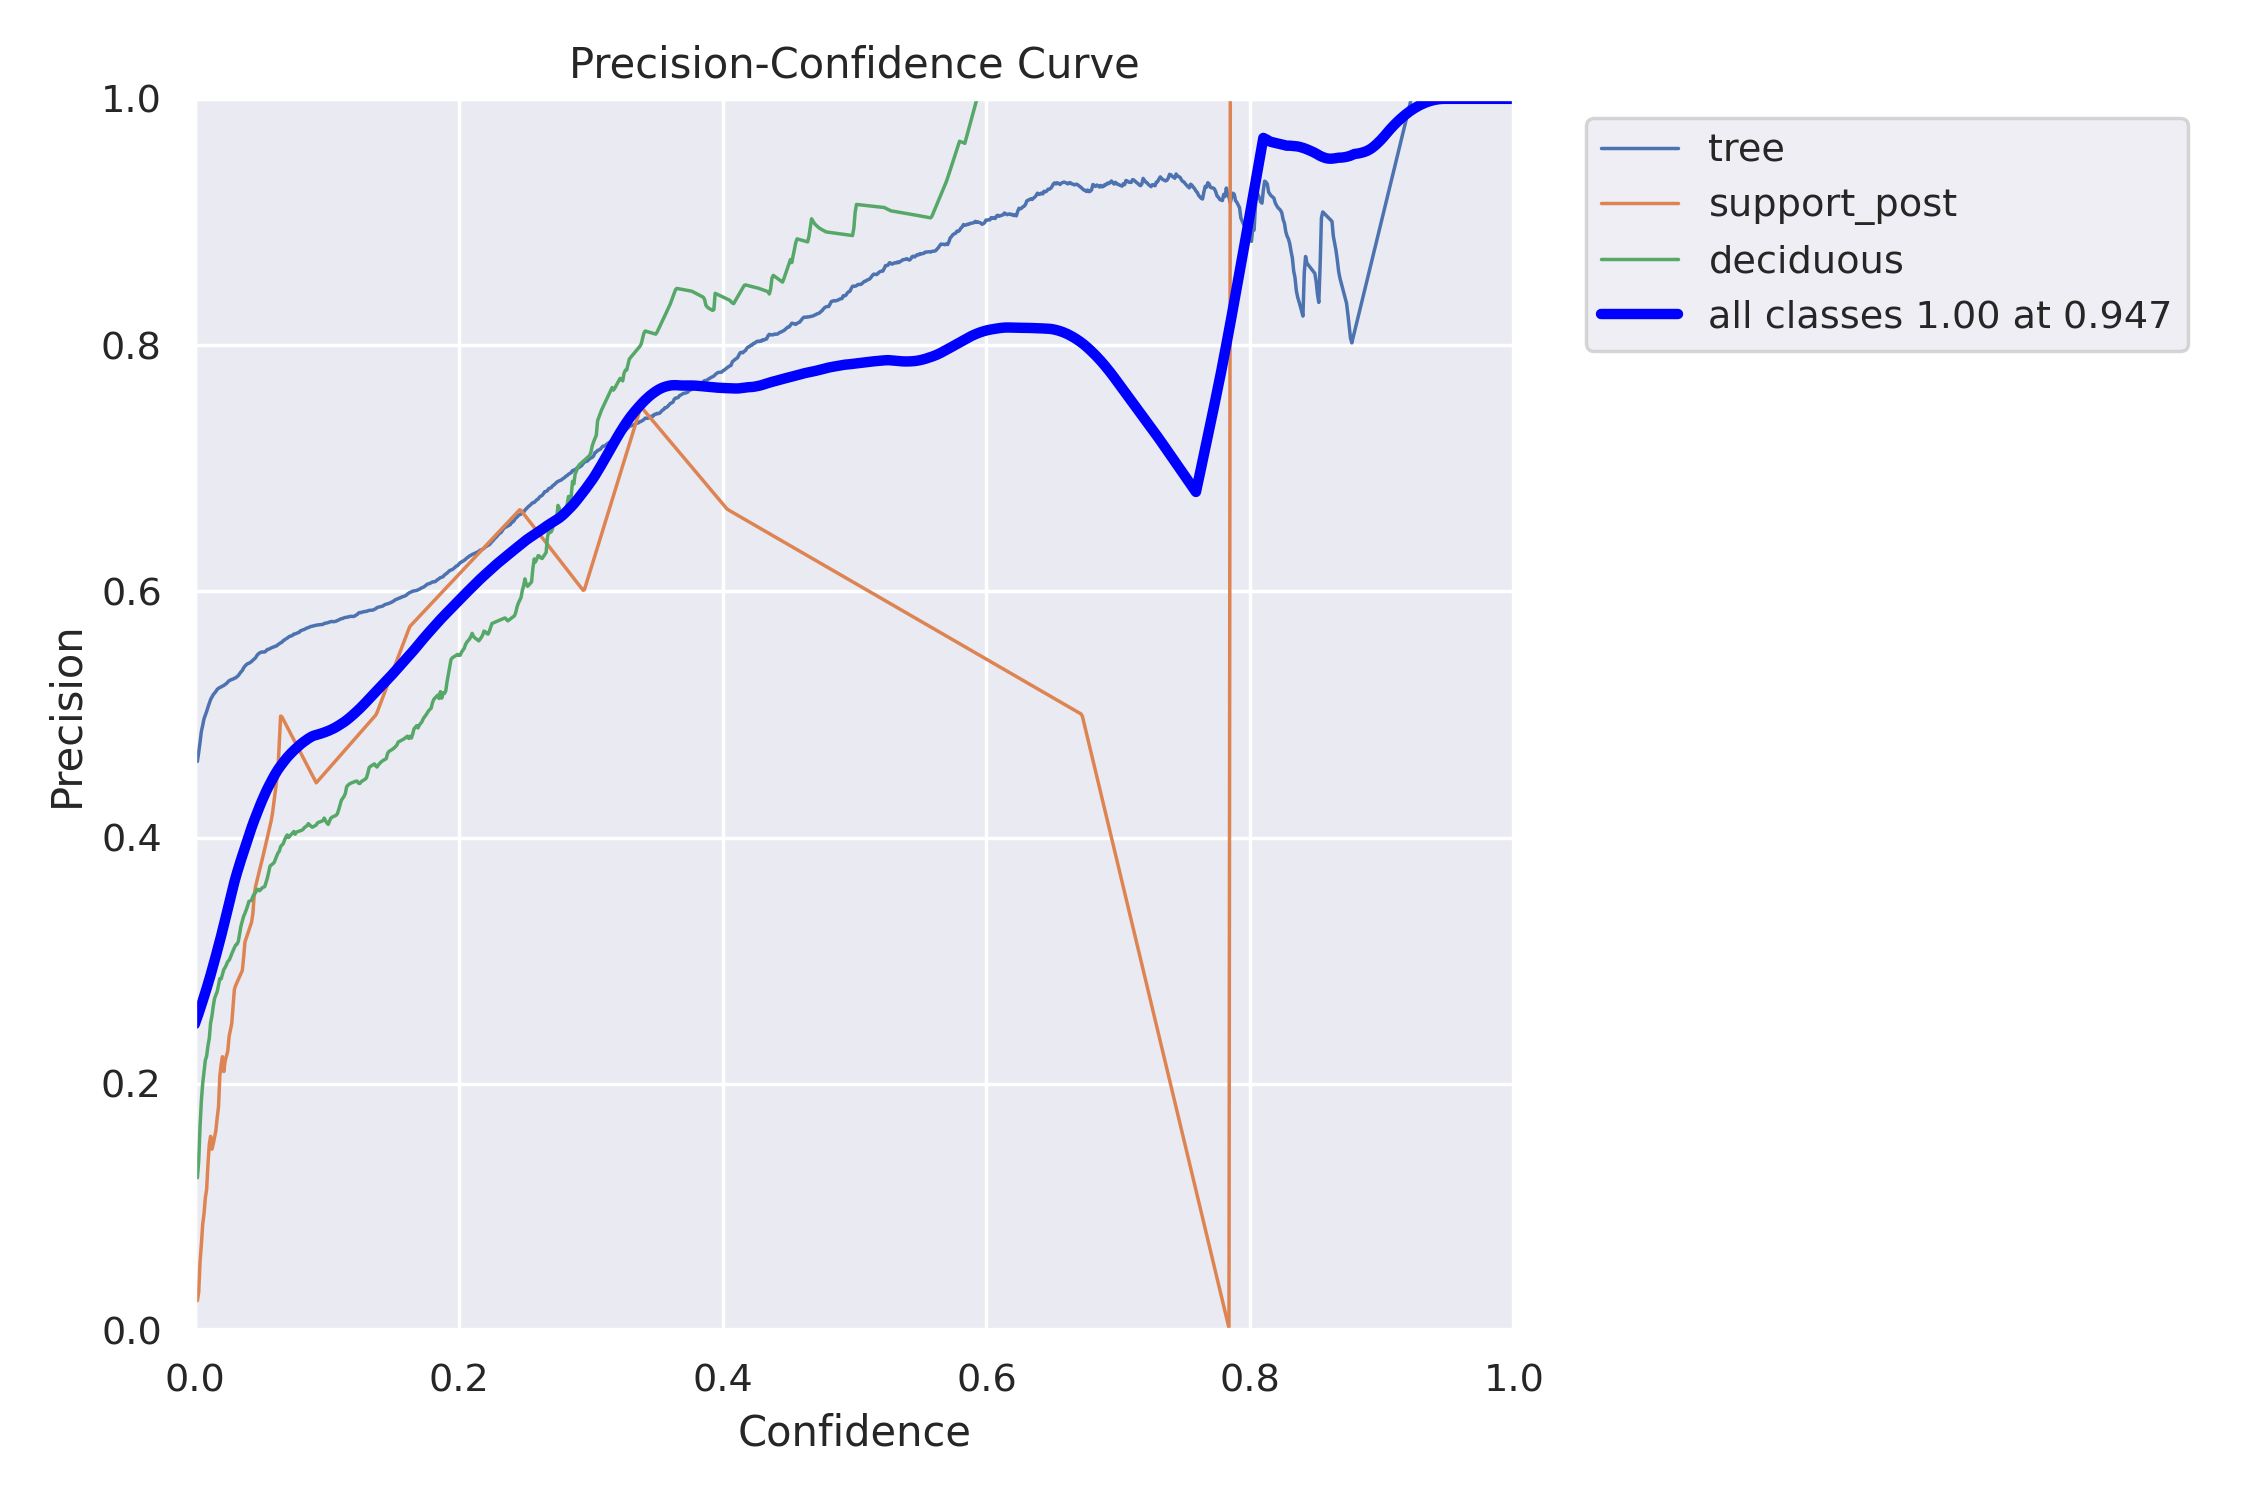 Precision-Confidence Curve
1.0
0.8
0.6
0.4
0.2
0.0
Precision
0.0 0.2 0.4 0.6 0.8 1.0
Confidence
tree
support_post
deciduous
all classes 1.00 at 0.947